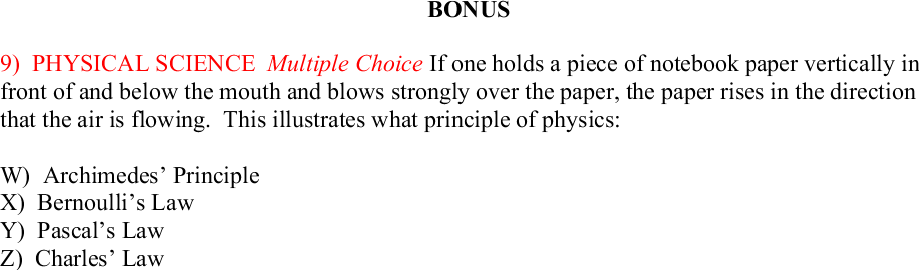 BONUS
9) PHYSICAL SCIENCE Multiple Choice If one holds a piece of notebook paper vertically in
front of and below the mouth and blows strongly over the paper, the paper rises in the direction
that the air is flowing. This illustrates what principle of physics:
W) Archimedes’ Principle
X) Bernoulli’s Law
Y) Pascal’s Law
Z) Charles’ Law